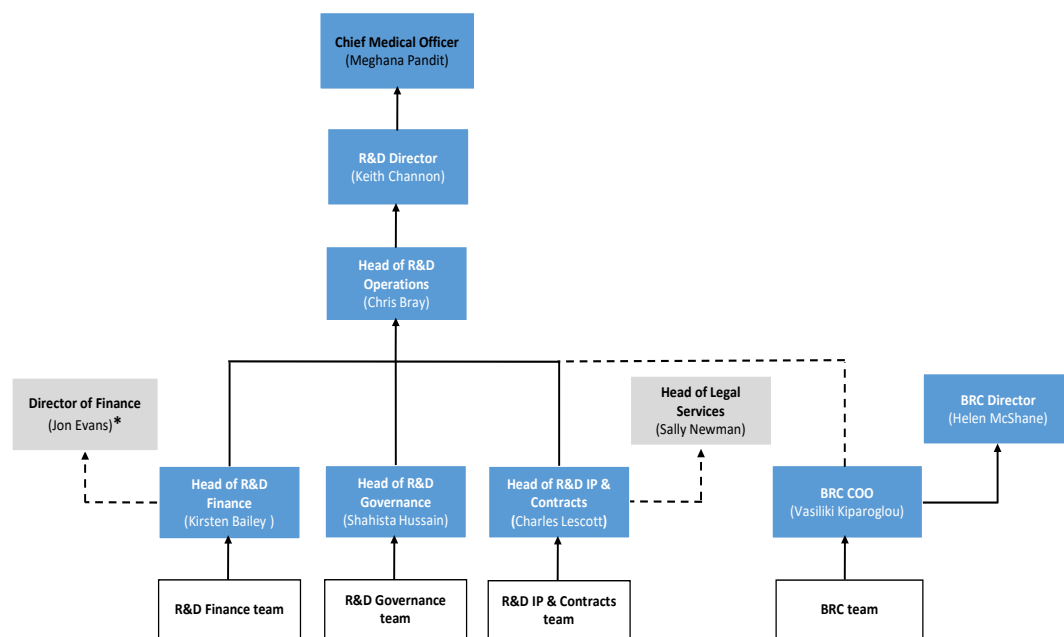 Chief Medical Officer
(Meghana Pandit)
R&D Director
(Keith Channon)
Head of R&D
Operations
(Chris Bray)
Director of Finance
(Jon Evans)*
Head of Legal
Services
(Sally Newman)
BRC Director
(Helen McShane)
Head of R&D
Finance
(Kirsten Bailey )
Head of R&D
Governance
(Shahista Hussain)
Head of R&D IP &
Contracts
(Charles Lescott)
BRC COO
(Vasiliki Kiparoglou)
R&D Finance team
R&D Governance
team
R&D IP & Contracts
team
BRC team